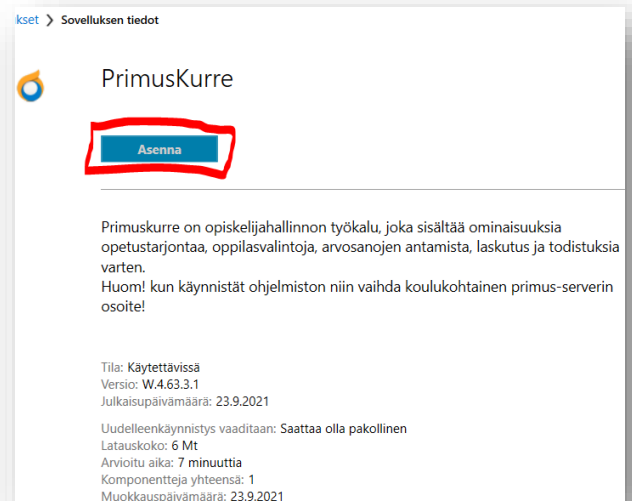 kset > Sovelluksen tiedot
PrimusKurre
Asenna
Primuskurre on opiskelijahallinnon työkalu, joka sisältää ominaisuuksia
opetustarjontaa, oppilasvalintoja, arvosanojen antamista, laskutus ja todistuksia
varten.
Huom! kun käynnistät ohjelmiston niin vaihda koulukohtainen primus-serverin
osoite!
Tila: Käytettävissä
Versio: W.4.63.3.1
Julkaisupäivämäärä: 23.9.2021
Uudelleenkäynnistys vaaditaan: Saattaa olla pakollinen
Latauskoko: 6 Mt
Arvioitu aika: 7 minuuttia
Komponentteja yhteensä: 1
Muokkauspäivämäärä: 23.9.2021